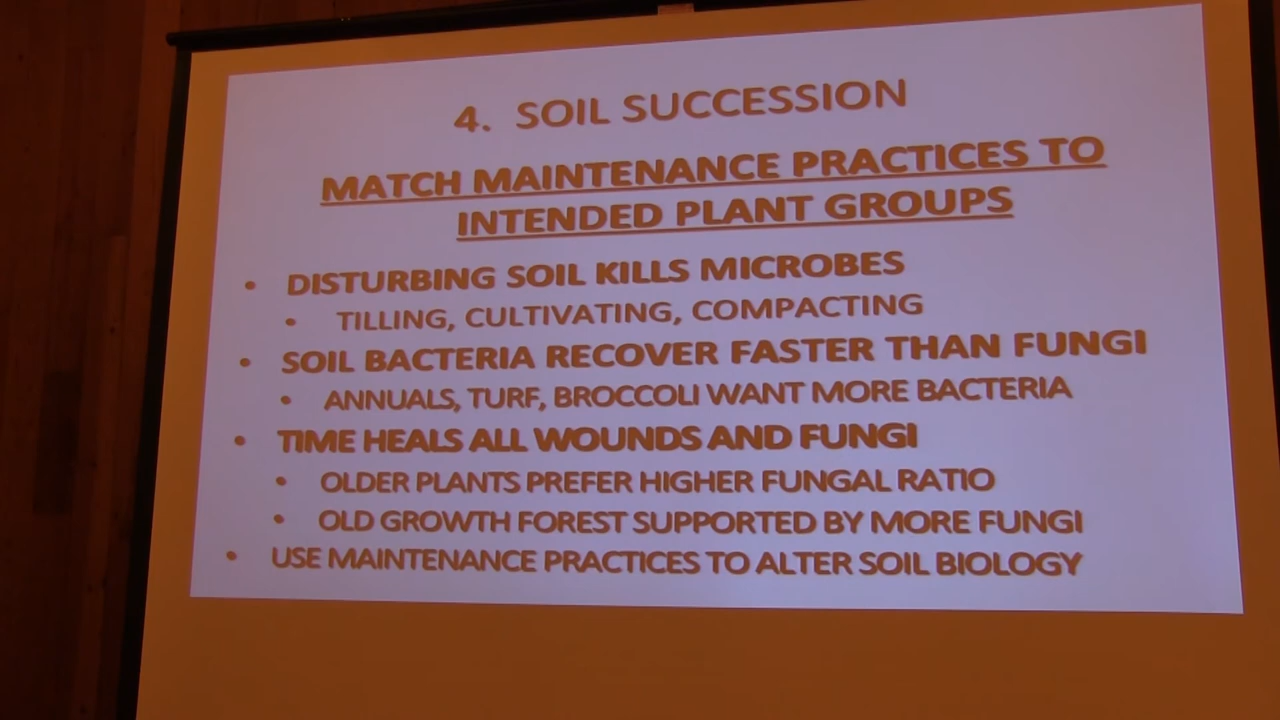 4. SOIL SUCCESSION
MATCH MAINTENANCE PRACTICES TO
INTENDED PLANT GROUPS
• DISTURBING SOIL KILLS MICROBES
• TILLING, CULTIVATING, COMPACTING
• SOIL BACTERIA RECOVER FASTER THAN FUNGI
• ANNUALS, TURF, BROCCOLI WANT MORE BACTERIA
• TIME HEALS ALL WOUNDS AND FUNGI
• OLDER PLANTS PREFER HIGHER FUNGAL RATIO
• OLD GROWTH FOREST SUPPORTED BY MORE FUNGI
• USE MAINTENANCE PRACTICES TO ALTER SOIL BIOLOGY